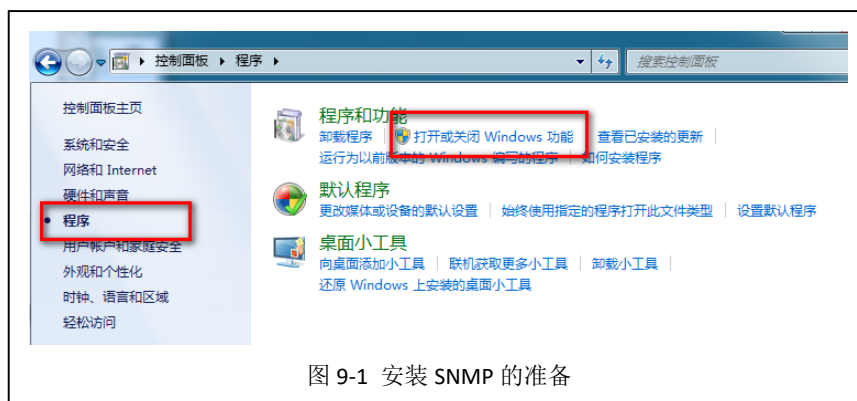 控制面板 程序
搜索控制面板
控制面板主页
系统和安全
网络和 Internet
硬件和声音
程序
用户帐户和家庭安全
外观和个性化
时钟、语言和区域
轻松访问
程序和功能
卸载程序 打开或关闭 Windows 功能 查看已安装的更新
运行为以前版本的 Windows 编写的程序 如何安装程序
默认程序
更改媒体或设备的默认设置 始终使用指定的程序打开此文件类型 设置默认程序
桌面小工具
向桌面添加小工具 联机获取更多小工具 卸载小工具
还原 Windows 上安装的桌面小工具
图 9-1 安装 SNMP 的准备